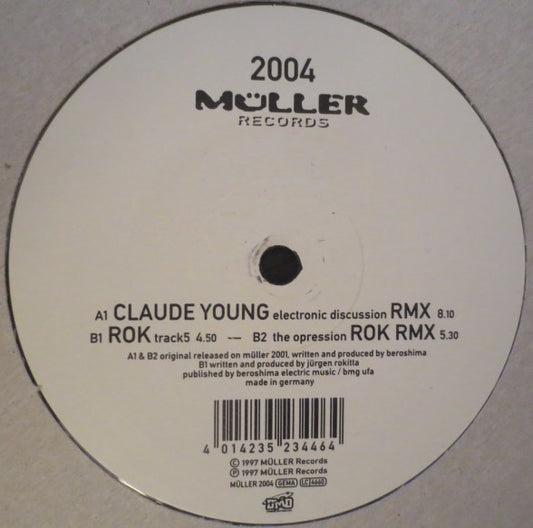 2004
MÜLLER
RECORDS
A1 CLAUDE YOUNG electronic discussion RMX 8.10
B1 ROK track5 4.50 -- B2 the opression ROK RMX 5.30
A1 & B2 original released on müller 2001, written and produced by beroshima
B1 written and produced by jürgen rokitta
published by beroshima electric music / bmg ufa
made in germany
4 014235 234464
© 1997 MÜLLER Records
℗ 1997 MÜLLER Records
MÜLLER 2004 GEMA LC 4460